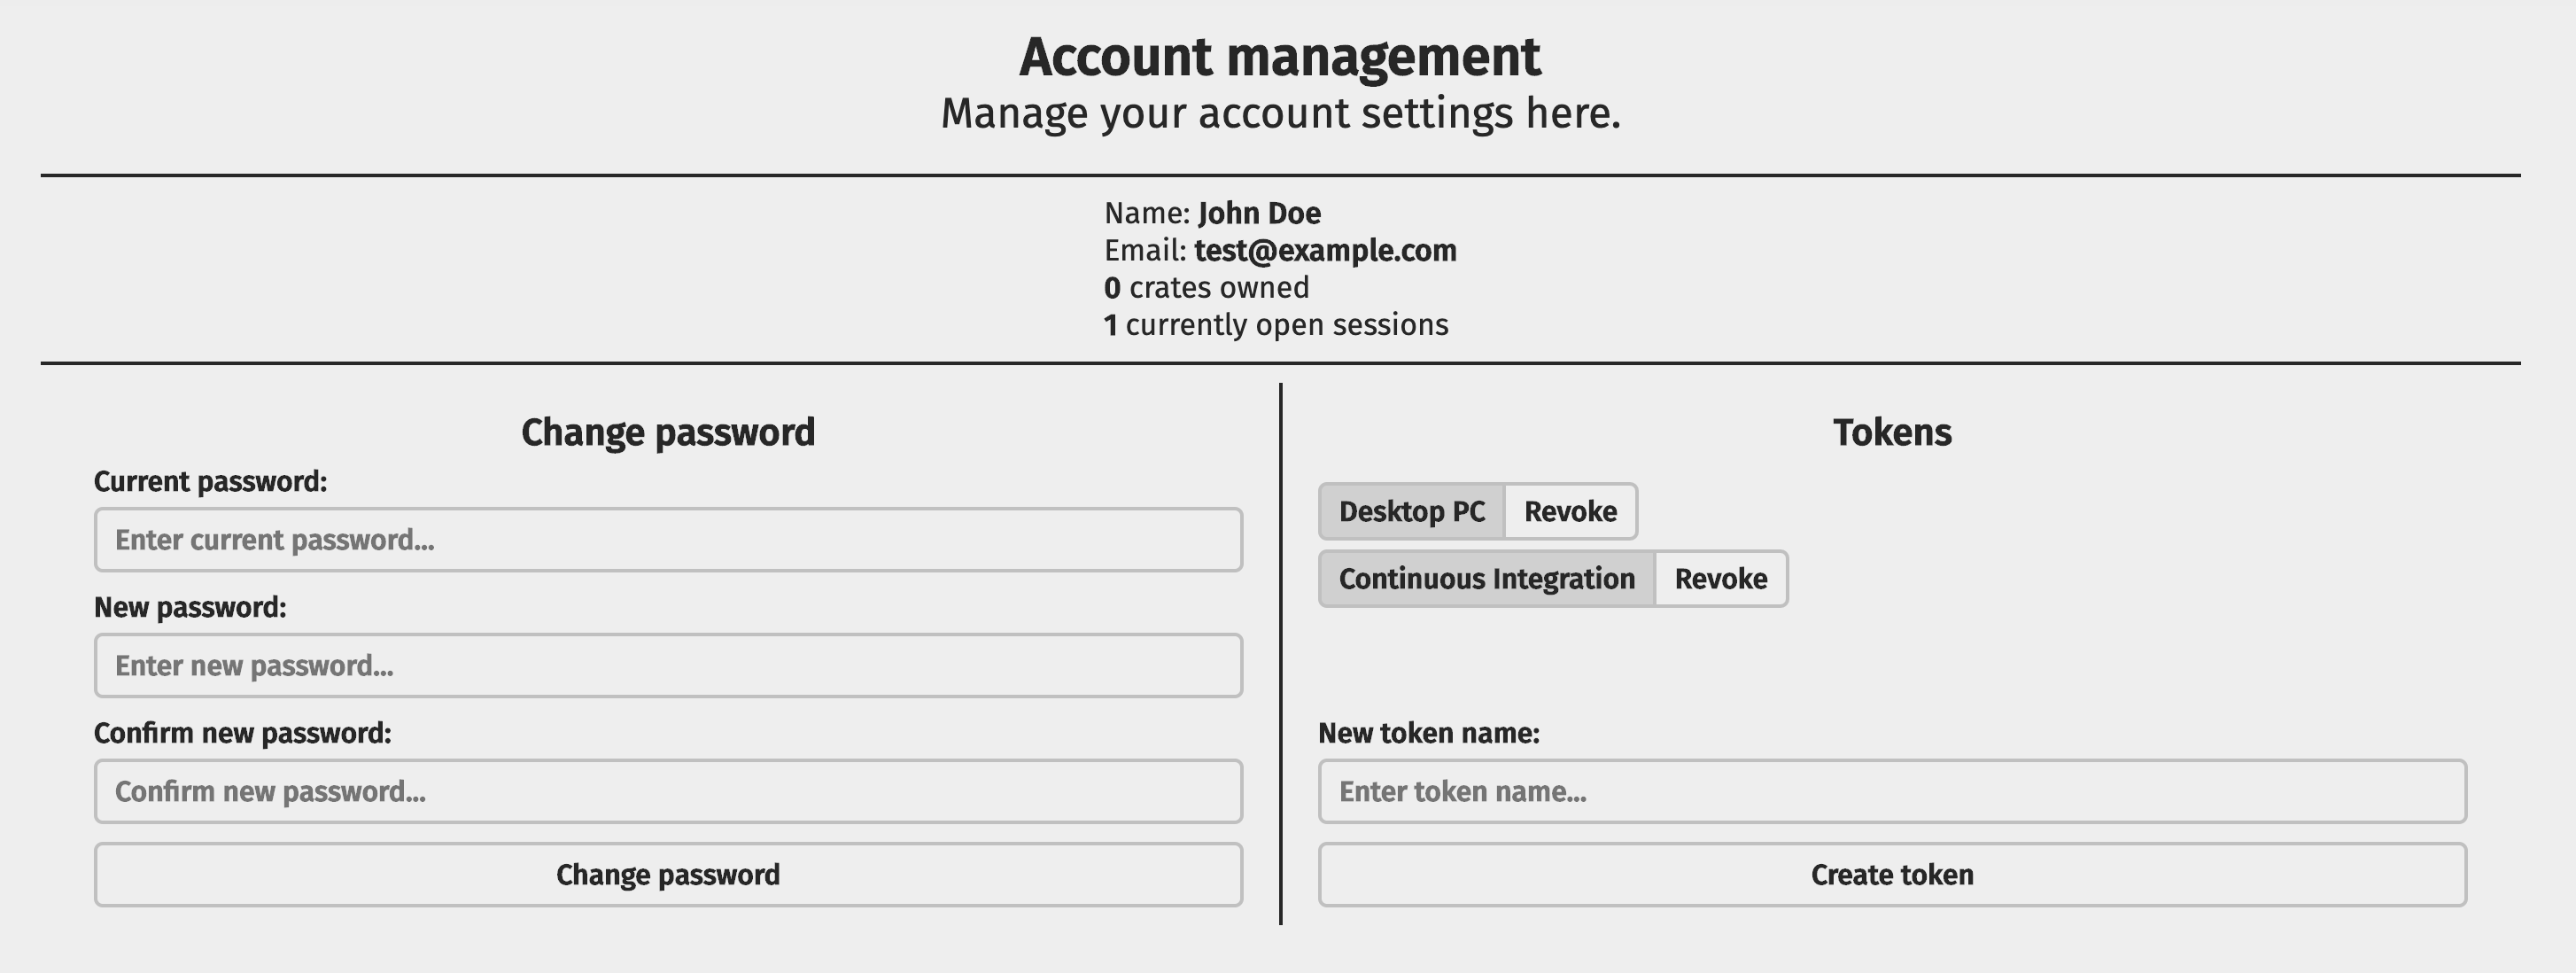 Account management
Manage your account settings here.
Name: John Doe
Email: test@example.com
0 crates owned
1 currently open sessions
Change password
Current password:
Enter current password...
New password:
Enter new password...
Confirm new password:
Confirm new password...
Change password
Tokens
Desktop PC Revoke
Continuous Integration Revoke
New token name:
Enter token name...
Create token